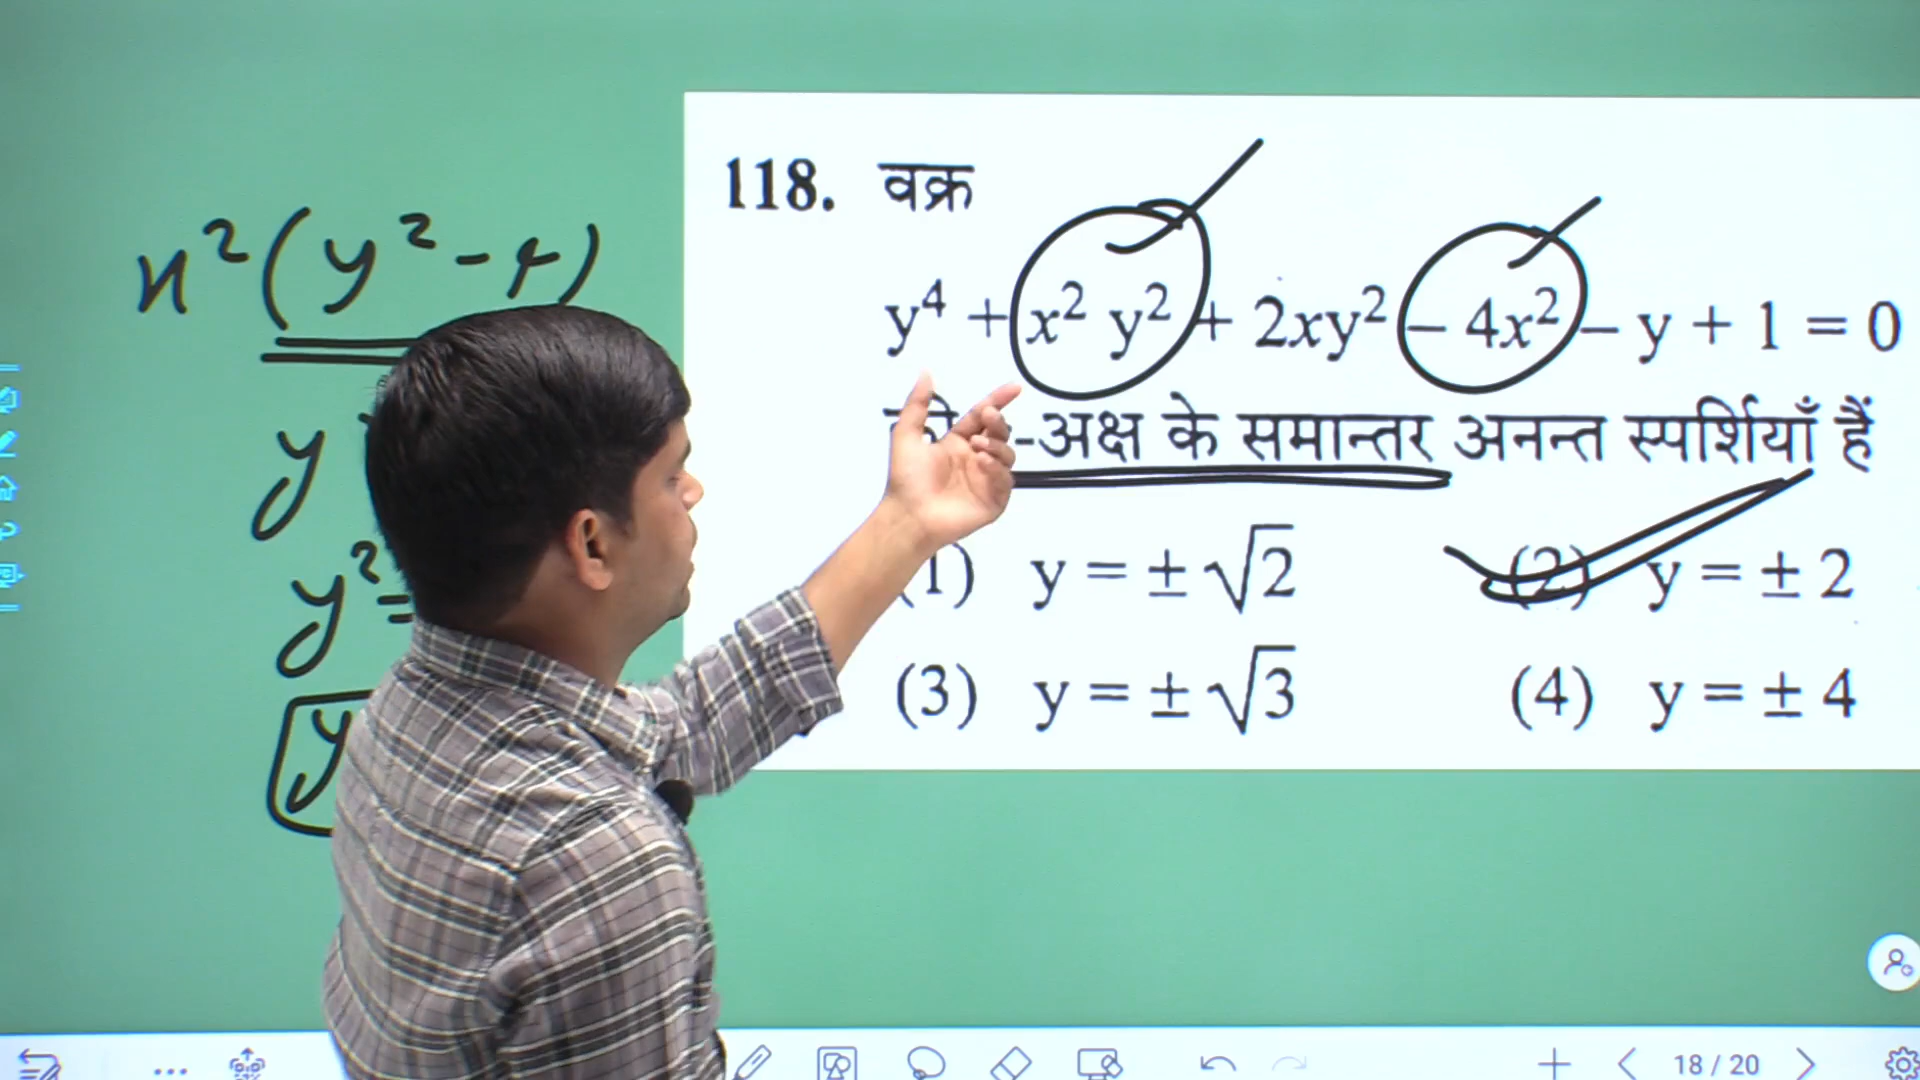 x² (y² - 4)
y
y² =
y
118. वक्र
y⁴ + x² y² + 2xy² – 4x² – y + 1 = 0
-अक्ष के समान्तर अनन्त स्पर्शियाँ हैं
1) y = ± √2 (2) y = ± 2
(3) y = ± √3 (4) y = ± 4
18 / 20